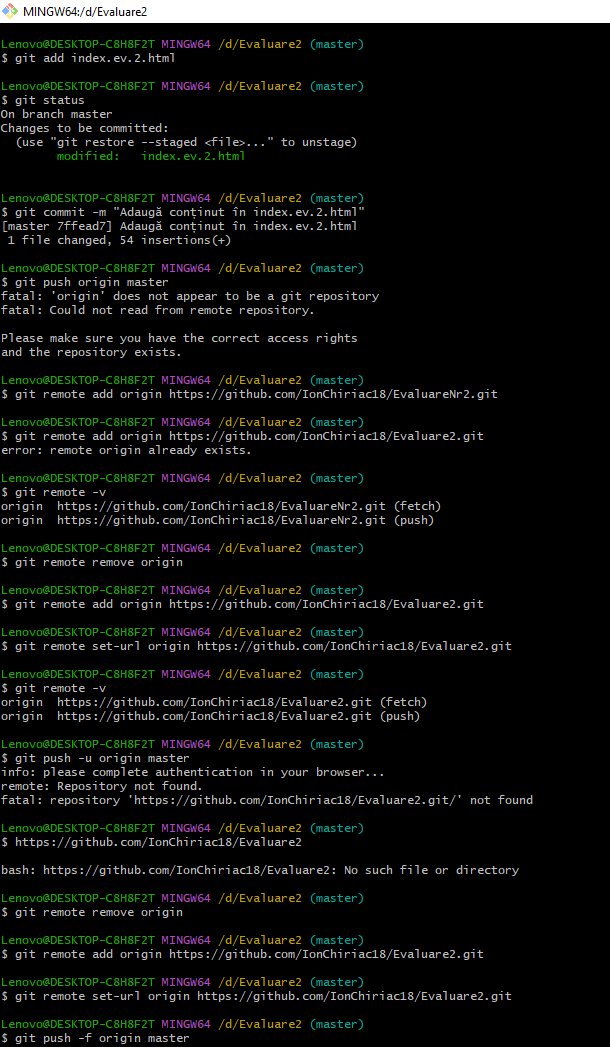 MINGW64:/d/Evaluare2
Lenovo@DESKTOP-C8H8F2T MINGW64 /d/Evaluare2 (master)
$ git add index.ev.2.html
Lenovo@DESKTOP-C8H8F2T MINGW64 /d/Evaluare2 (master)
$ git status
On branch master
Changes to be committed:
  (use "git restore --staged <file>..." to unstage)
        modified:   index.ev.2.html
Lenovo@DESKTOP-C8H8F2T MINGW64 /d/Evaluare2 (master)
$ git commit -m "Adaugă conținut în index.ev.2.html"
[master 7ffead7] Adaugă conținut în index.ev.2.html
 1 file changed, 54 insertions(+)
Lenovo@DESKTOP-C8H8F2T MINGW64 /d/Evaluare2 (master)
$ git push origin master
fatal: 'origin' does not appear to be a git repository
fatal: Could not read from remote repository.
Please make sure you have the correct access rights
and the repository exists.
Lenovo@DESKTOP-C8H8F2T MINGW64 /d/Evaluare2 (master)
$ git remote add origin https://github.com/IonChiriac18/EvaluareNr2.git
Lenovo@DESKTOP-C8H8F2T MINGW64 /d/Evaluare2 (master)
$ git remote add origin https://github.com/IonChiriac18/Evaluare2.git
error: remote origin already exists.
Lenovo@DESKTOP-C8H8F2T MINGW64 /d/Evaluare2 (master)
$ git remote -v
origin  https://github.com/IonChiriac18/EvaluareNr2.git (fetch)
origin  https://github.com/IonChiriac18/EvaluareNr2.git (push)
Lenovo@DESKTOP-C8H8F2T MINGW64 /d/Evaluare2 (master)
$ git remote remove origin
Lenovo@DESKTOP-C8H8F2T MINGW64 /d/Evaluare2 (master)
$ git remote add origin https://github.com/IonChiriac18/Evaluare2.git
Lenovo@DESKTOP-C8H8F2T MINGW64 /d/Evaluare2 (master)
$ git remote set-url origin https://github.com/IonChiriac18/Evaluare2.git
Lenovo@DESKTOP-C8H8F2T MINGW64 /d/Evaluare2 (master)
$ git remote -v
origin  https://github.com/IonChiriac18/Evaluare2.git (fetch)
origin  https://github.com/IonChiriac18/Evaluare2.git (push)
Lenovo@DESKTOP-C8H8F2T MINGW64 /d/Evaluare2 (master)
$ git push -u origin master
info: please complete authentication in your browser...
remote: Repository not found.
fatal: repository 'https://github.com/IonChiriac18/Evaluare2.git/' not found
Lenovo@DESKTOP-C8H8F2T MINGW64 /d/Evaluare2 (master)
$ https://github.com/IonChiriac18/Evaluare2
bash: https://github.com/IonChiriac18/Evaluare2: No such file or directory
Lenovo@DESKTOP-C8H8F2T MINGW64 /d/Evaluare2 (master)
$ git remote remove origin
Lenovo@DESKTOP-C8H8F2T MINGW64 /d/Evaluare2 (master)
$ git remote add origin https://github.com/IonChiriac18/Evaluare2.git
Lenovo@DESKTOP-C8H8F2T MINGW64 /d/Evaluare2 (master)
$ git remote set-url origin https://github.com/IonChiriac18/Evaluare2.git
Lenovo@DESKTOP-C8H8F2T MINGW64 /d/Evaluare2 (master)
$ git push -f origin master